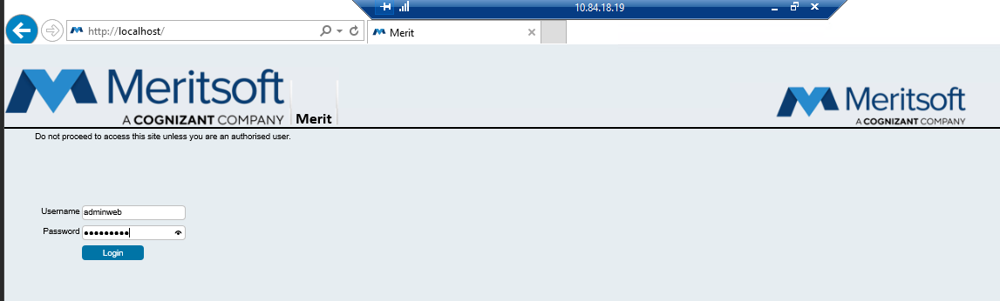 10.84.18.19
http://localhost/
Merit
Meritsoft
A COGNIZANT COMPANY
Merit
Meritsoft
A COGNIZANT COMPANY
Do not proceed to access this site unless you are an authorised user.
Username adminweb
Password •••••••••
Login